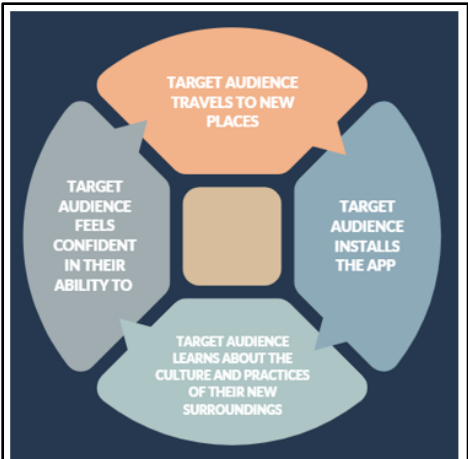 TARGET AUDIENCE
TRAVELS TO NEW
PLACES
TARGET
AUDIENCE
INSTALLS
THE APP
TARGET AUDIENCE
LEARNS ABOUT THE
CULTURE AND PRACTICES
OF THEIR NEW
SURROUNDINGS
TARGET
AUDIENCE
FEELS
CONFIDENT
IN THEIR
ABILITY TO